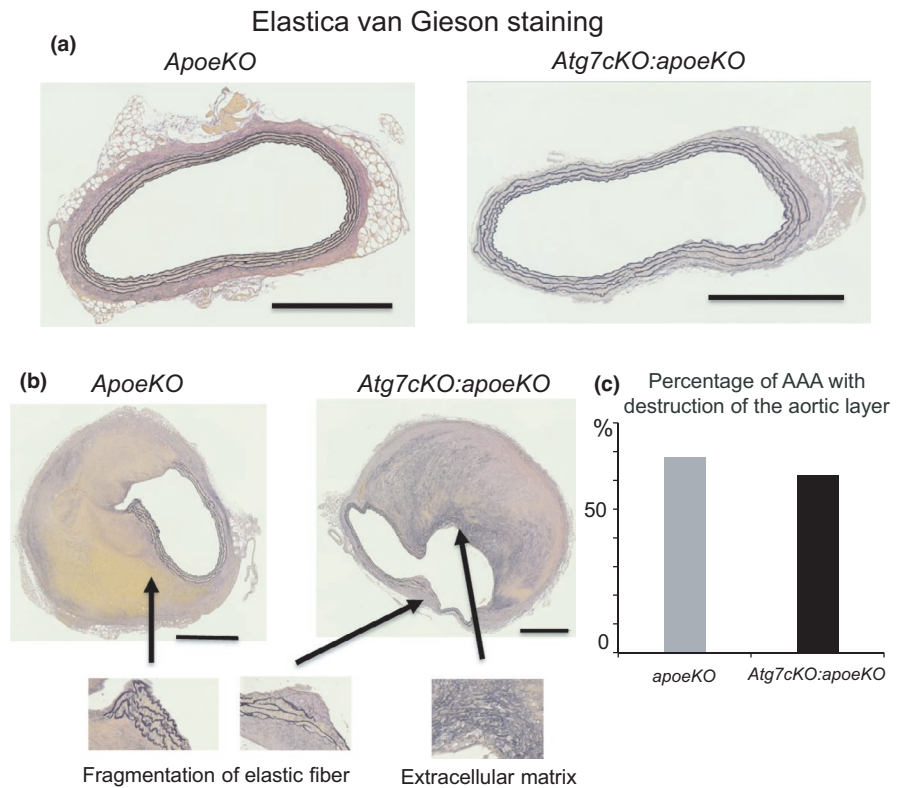 Elastica van Gieson staining
(a)
ApoeKO
Atg7cKO:apoeKO
(b)
ApoeKO
Atg7cKO:apoeKO
Fragmentation of elastic fiber
Extracellular matrix
(c)
Percentage of AAA with
destruction of the aortic layer
%
50
0
apoeKO
Atg7cKO:apoeKO